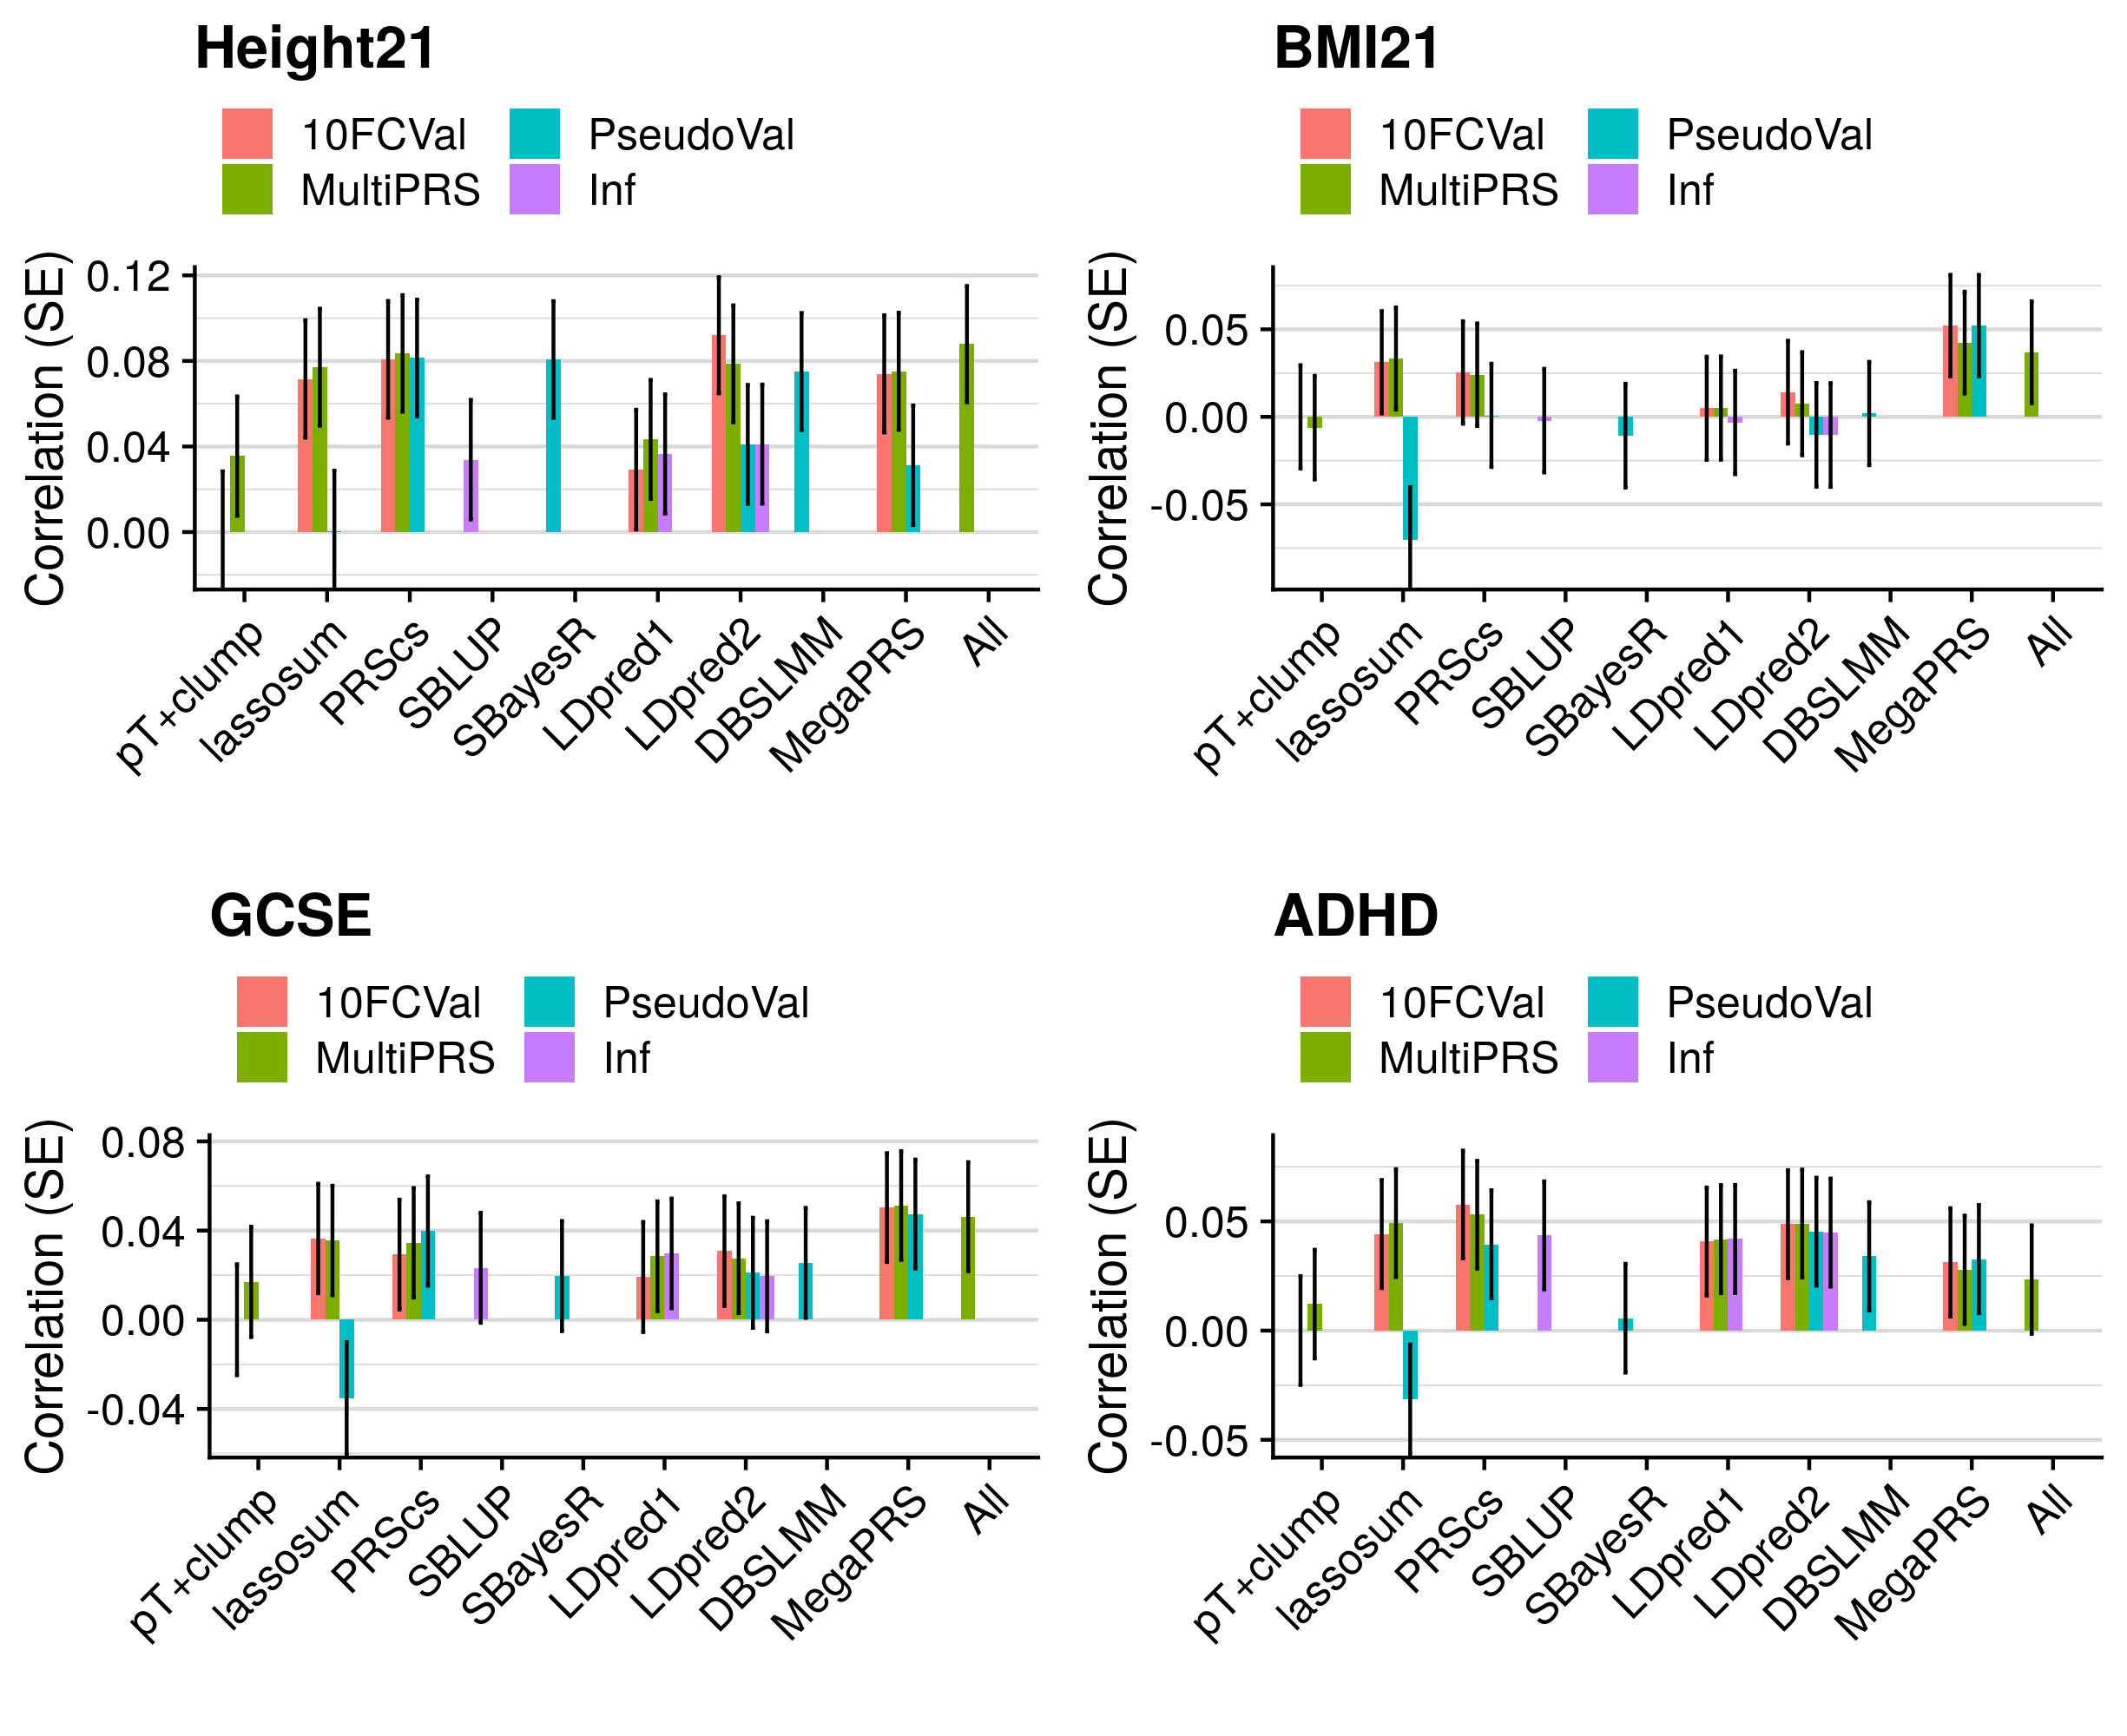 Height21
10FCVal
PseudoVal
MultiPRS
Inf
Correlation (SE)
0.12
0.08
0.04
0.00
pT+clump
lassosum
PRScs
SBLUP
SBayesR
LDpred1
LDpred2
DBSLMM
MegaPRS
All
BMI21
10FCVal
PseudoVal
MultiPRS
Inf
Correlation (SE)
0.05
0.00
-0.05
pT+clump
lassosum
PRScs
SBLUP
SBayesR
LDpred1
LDpred2
DBSLMM
MegaPRS
All
GCSE
10FCVal
PseudoVal
MultiPRS
Inf
Correlation (SE)
0.08
0.04
0.00
-0.04
pT+clump
lassosum
PRScs
SBLUP
SBayesR
LDpred1
LDpred2
DBSLMM
MegaPRS
All
ADHD
10FCVal
PseudoVal
MultiPRS
Inf
Correlation (SE)
0.05
0.00
-0.05
pT+clump
lassosum
PRScs
SBLUP
SBayesR
LDpred1
LDpred2
DBSLMM
MegaPRS
All